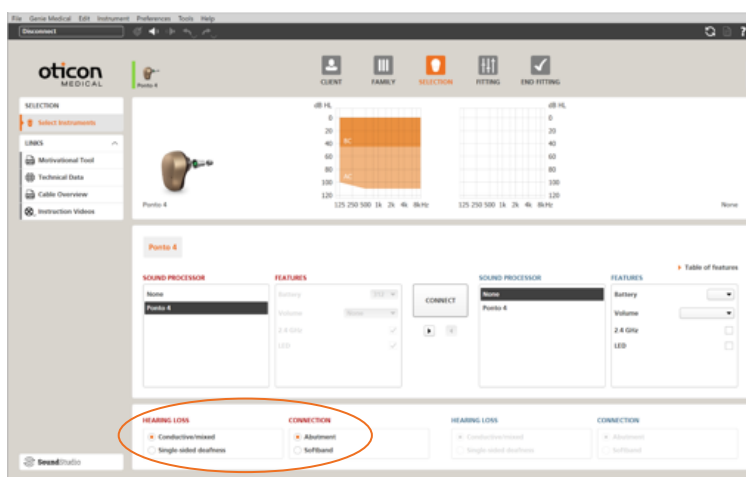 File Genie Medical Edit Instrument Preferences Tools Help
Disconnect ?
oticon
MEDICAL
Ponto 4
CLIENT FAMILY SELECTION FITTING END FITTING
SELECTION
Select Instruments
LINKS
Motivational Tool
Technical Data
Cable Overview
Instruction Videos
dB HL dB HL
0 0
20 20
40 40
60 60
80 80
100 100
120 120
BC
AC
125 250 500 1k 2k 4k 8kHz 125 250 500 1k 2k 4k 8kHz
Ponto 4 None
Ponto 4
Table of features
SOUND PROCESSOR FEATURES SOUND PROCESSOR FEATURES
None Battery 312 CONNECT None Battery
Ponto 4 Volume None Ponto 4 Volume
2.4 GHz 2.4 GHz
LED LED
HEARING LOSS CONNECTION HEARING LOSS CONNECTION
Conductive/mixed Abutment Conductive/mixed Abutment
Single-sided deafness Softband Single-sided deafness Softband
SoundStudio